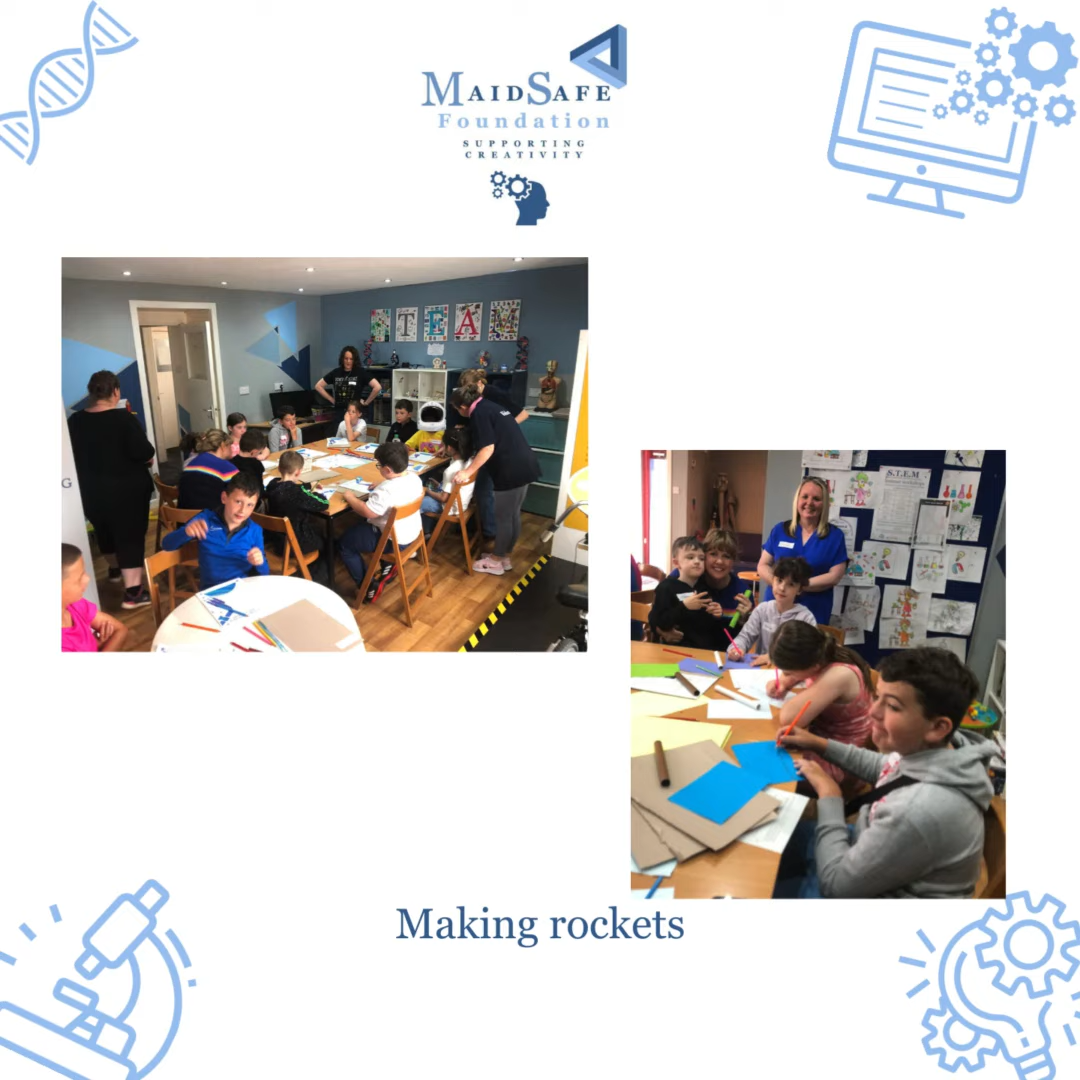 MAIDSAFE
Foundation
SUPPORTING
CREATIVITY
STEAM
G
S.T.E.M
Making rockets